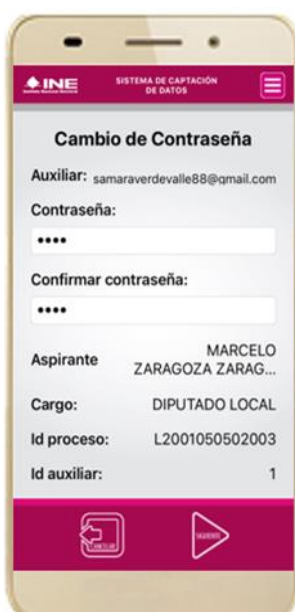 INE
SISTEMA DE CAPTACIÓN
DE DATOS
Cambio de Contraseña
Auxiliar: samaraverdevalle88@gmail.com
Contraseña:
••••
Confirmar contraseña:
••••
Aspirante MARCELO
ZARAGOZA ZARAG...
Cargo: DIPUTADO LOCAL
Id proceso: L2001050502003
Id auxiliar: 1